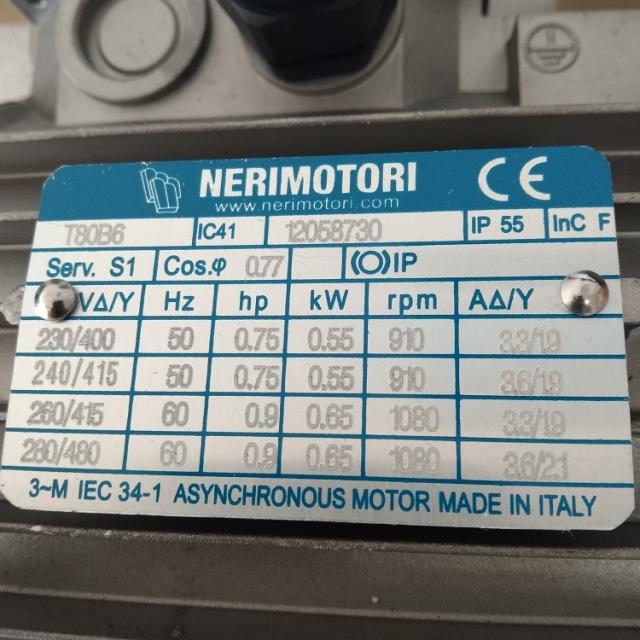 NERIMOTORI CE
www.nerimotori.com
T80B6 IC41 12058730 IP 55 InC F
Serv. S1 Cos.φ 0.77 IP
VΔ/Y Hz hp kW rpm AΔ/Y
230/400 50 0.75 0.55 910 3.3/1.9
240/415 50 0.75 0.55 910 3.6/1.9
260/415 60 0.9 0.65 1080 3.3/1.9
280/480 60 0.9 0.65 1080 3.6/2.1
3~M IEC 34-1 ASYNCHRONOUS MOTOR MADE IN ITALY